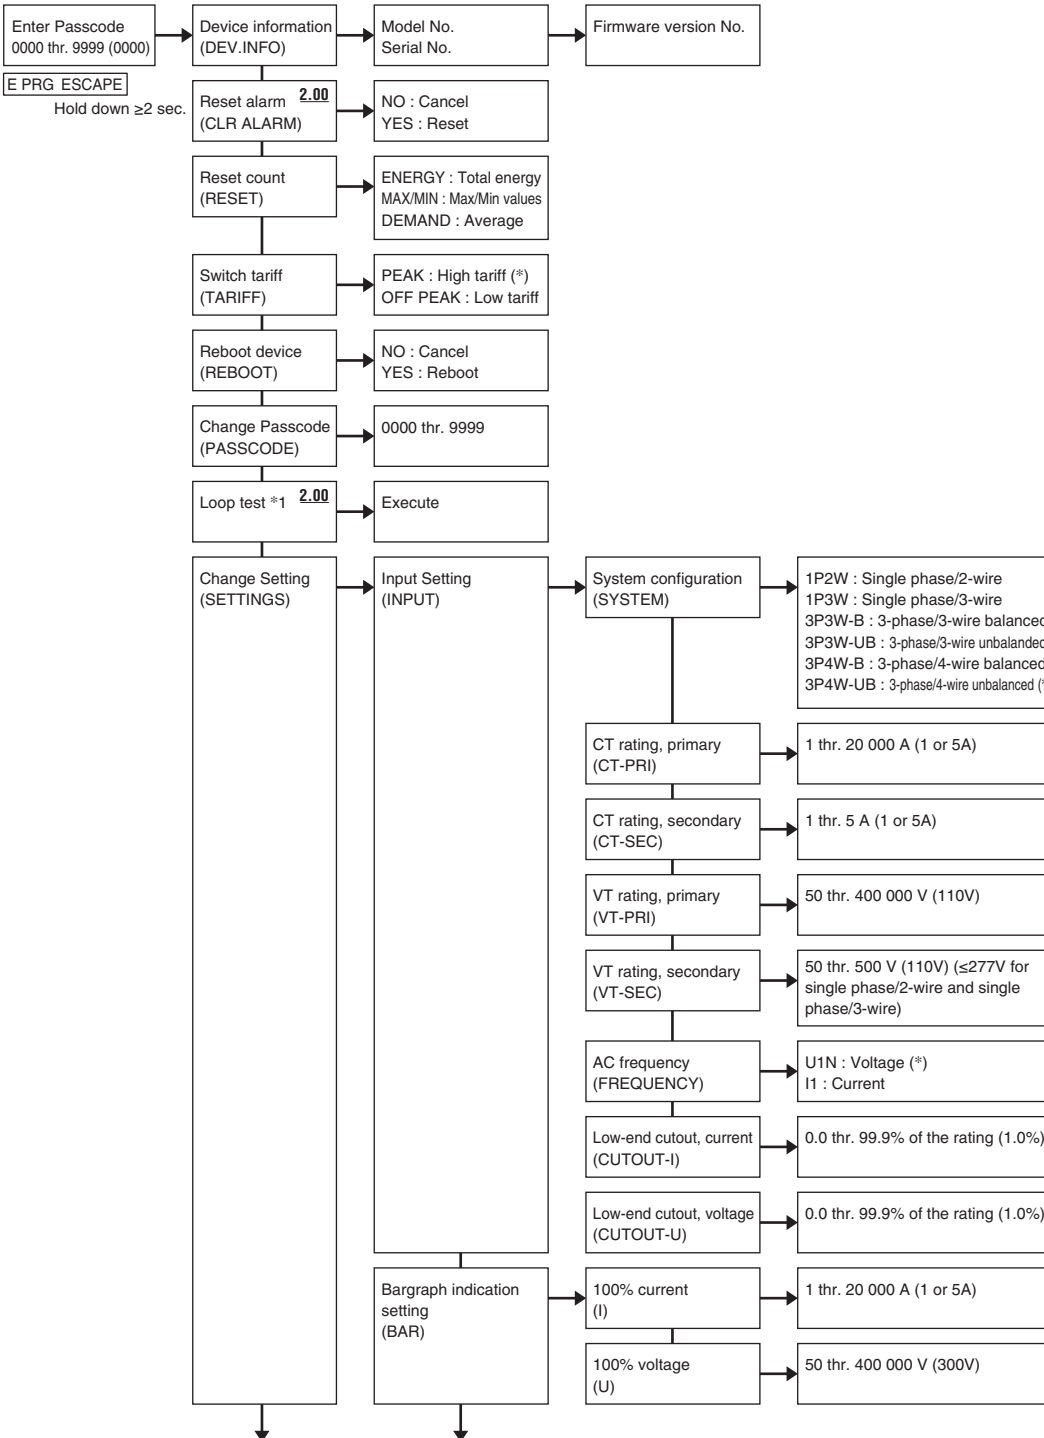 Enter Passcode
0000 thr. 9999 (0000)
E PRG ESCAPE
Hold down ≥2 sec.
Device information
(DEV.INFO)
Model No.
Serial No.
Firmware version No.
Reset alarm 2.00
(CLR ALARM)
NO : Cancel
YES : Reset
Reset count
(RESET)
ENERGY : Total energy
MAX/MIN : Max/Min values
DEMAND : Average
Switch tariff
(TARIFF)
PEAK : High tariff (*)
OFF PEAK : Low tariff
Reboot device
(REBOOT)
NO : Cancel
YES : Reboot
Change Passcode
(PASSCODE)
0000 thr. 9999
Loop test *1 2.00
Execute
Change Setting
(SETTINGS)
Input Setting
(INPUT)
System configuration
(SYSTEM)
1P2W : Single phase/2-wire
1P3W : Single phase/3-wire
3P3W-B : 3-phase/3-wire balanced
3P3W-UB : 3-phase/3-wire unbalanded
3P4W-B : 3-phase/4-wire balanced
3P4W-UB : 3-phase/4-wire unbalanced (*
CT rating, primary
(CT-PRI)
1 thr. 20 000 A (1 or 5A)
CT rating, secondary
(CT-SEC)
1 thr. 5 A (1 or 5A)
VT rating, primary
(VT-PRI)
50 thr. 400 000 V (110V)
VT rating, secondary
(VT-SEC)
50 thr. 500 V (110V) (≤277V for
single phase/2-wire and single
phase/3-wire)
AC frequency
(FREQUENCY)
U1N : Voltage (*)
I1 : Current
Low-end cutout, current
(CUTOUT-I)
0.0 thr. 99.9% of the rating (1.0%)
Low-end cutout, voltage
(CUTOUT-U)
0.0 thr. 99.9% of the rating (1.0%)
Bargraph indication
setting
(BAR)
100% current
(I)
1 thr. 20 000 A (1 or 5A)
100% voltage
(U)
50 thr. 400 000 V (300V)